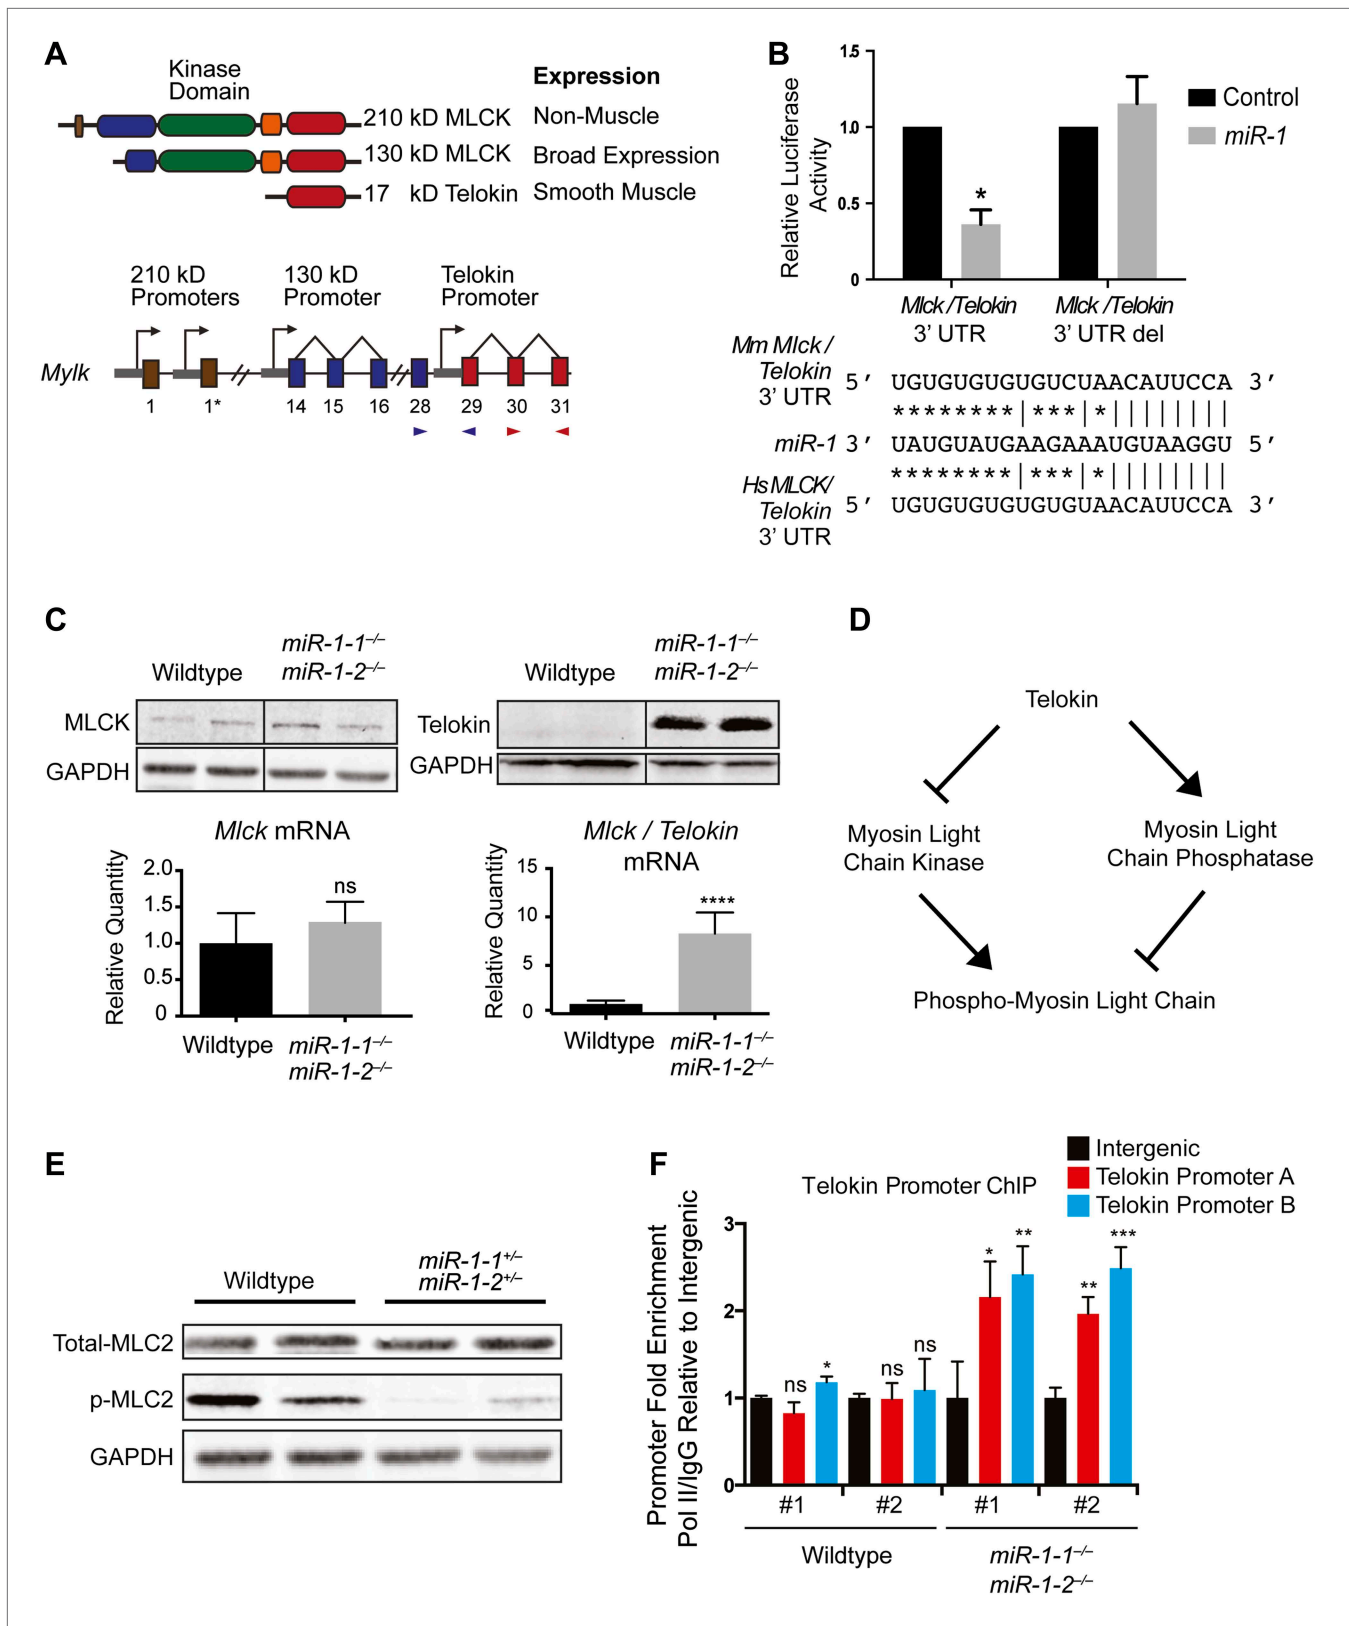 A
Kinase
Domain
Expression
210 kD MLCK Non-Muscle
130 kD MLCK Broad Expression
17 kD Telokin Smooth Muscle
210 kD
Promoters
130 kD
Promoter
Telokin
Promoter
Mylk
1 1* 14 15 16 28 29 30 31
B
Relative Luciferase
Activity
1.5
1.0
0.5
0
*
Control
miR-1
Mlck /Telokin
3’ UTR
Mlck /Telokin
3’ UTR del
Mm Mlck /
Telokin
3’ UTR
5’ UGUGUGUGUGUCUAACAUUCCA 3’
********|***|*||||||||
miR-1 3’ UAUGUAUGAAGAAAUGUAAGGU 5’
********|***|*||||||||
Hs MLCK/
Telokin
3’ UTR
5’ UGUGUGUGUGUGUAACAUUCCA 3’
C
Wildtype
miR-1-1–/–
miR-1-2–/–
MLCK
GAPDH
Wildtype
miR-1-1–/–
miR-1-2–/–
Telokin
GAPDH
Mlck mRNA
Relative Quantity
2.0
1.5
1.0
0.5
0
ns
Wildtype
miR-1-1–/–
miR-1-2–/–
Mlck / Telokin
mRNA
Relative Quantity
15
10
5
0
****
Wildtype
miR-1-1–/–
miR-1-2–/–
D
Telokin
Myosin Light
Chain Kinase
Myosin Light
Chain Phosphatase
Phospho-Myosin Light Chain
E
Wildtype
miR-1-1+/–
miR-1-2+/–
Total-MLC2
p-MLC2
GAPDH
F
Intergenic
Telokin Promoter A
Telokin Promoter B
Telokin Promoter ChIP
Promoter Fold Enrichment
Pol II/IgG Relative to Intergenic
3
2
1
0
ns * ns ns * ** ** ***
#1 #2 #1 #2
Wildtype
miR-1-1–/–
miR-1-2–/–